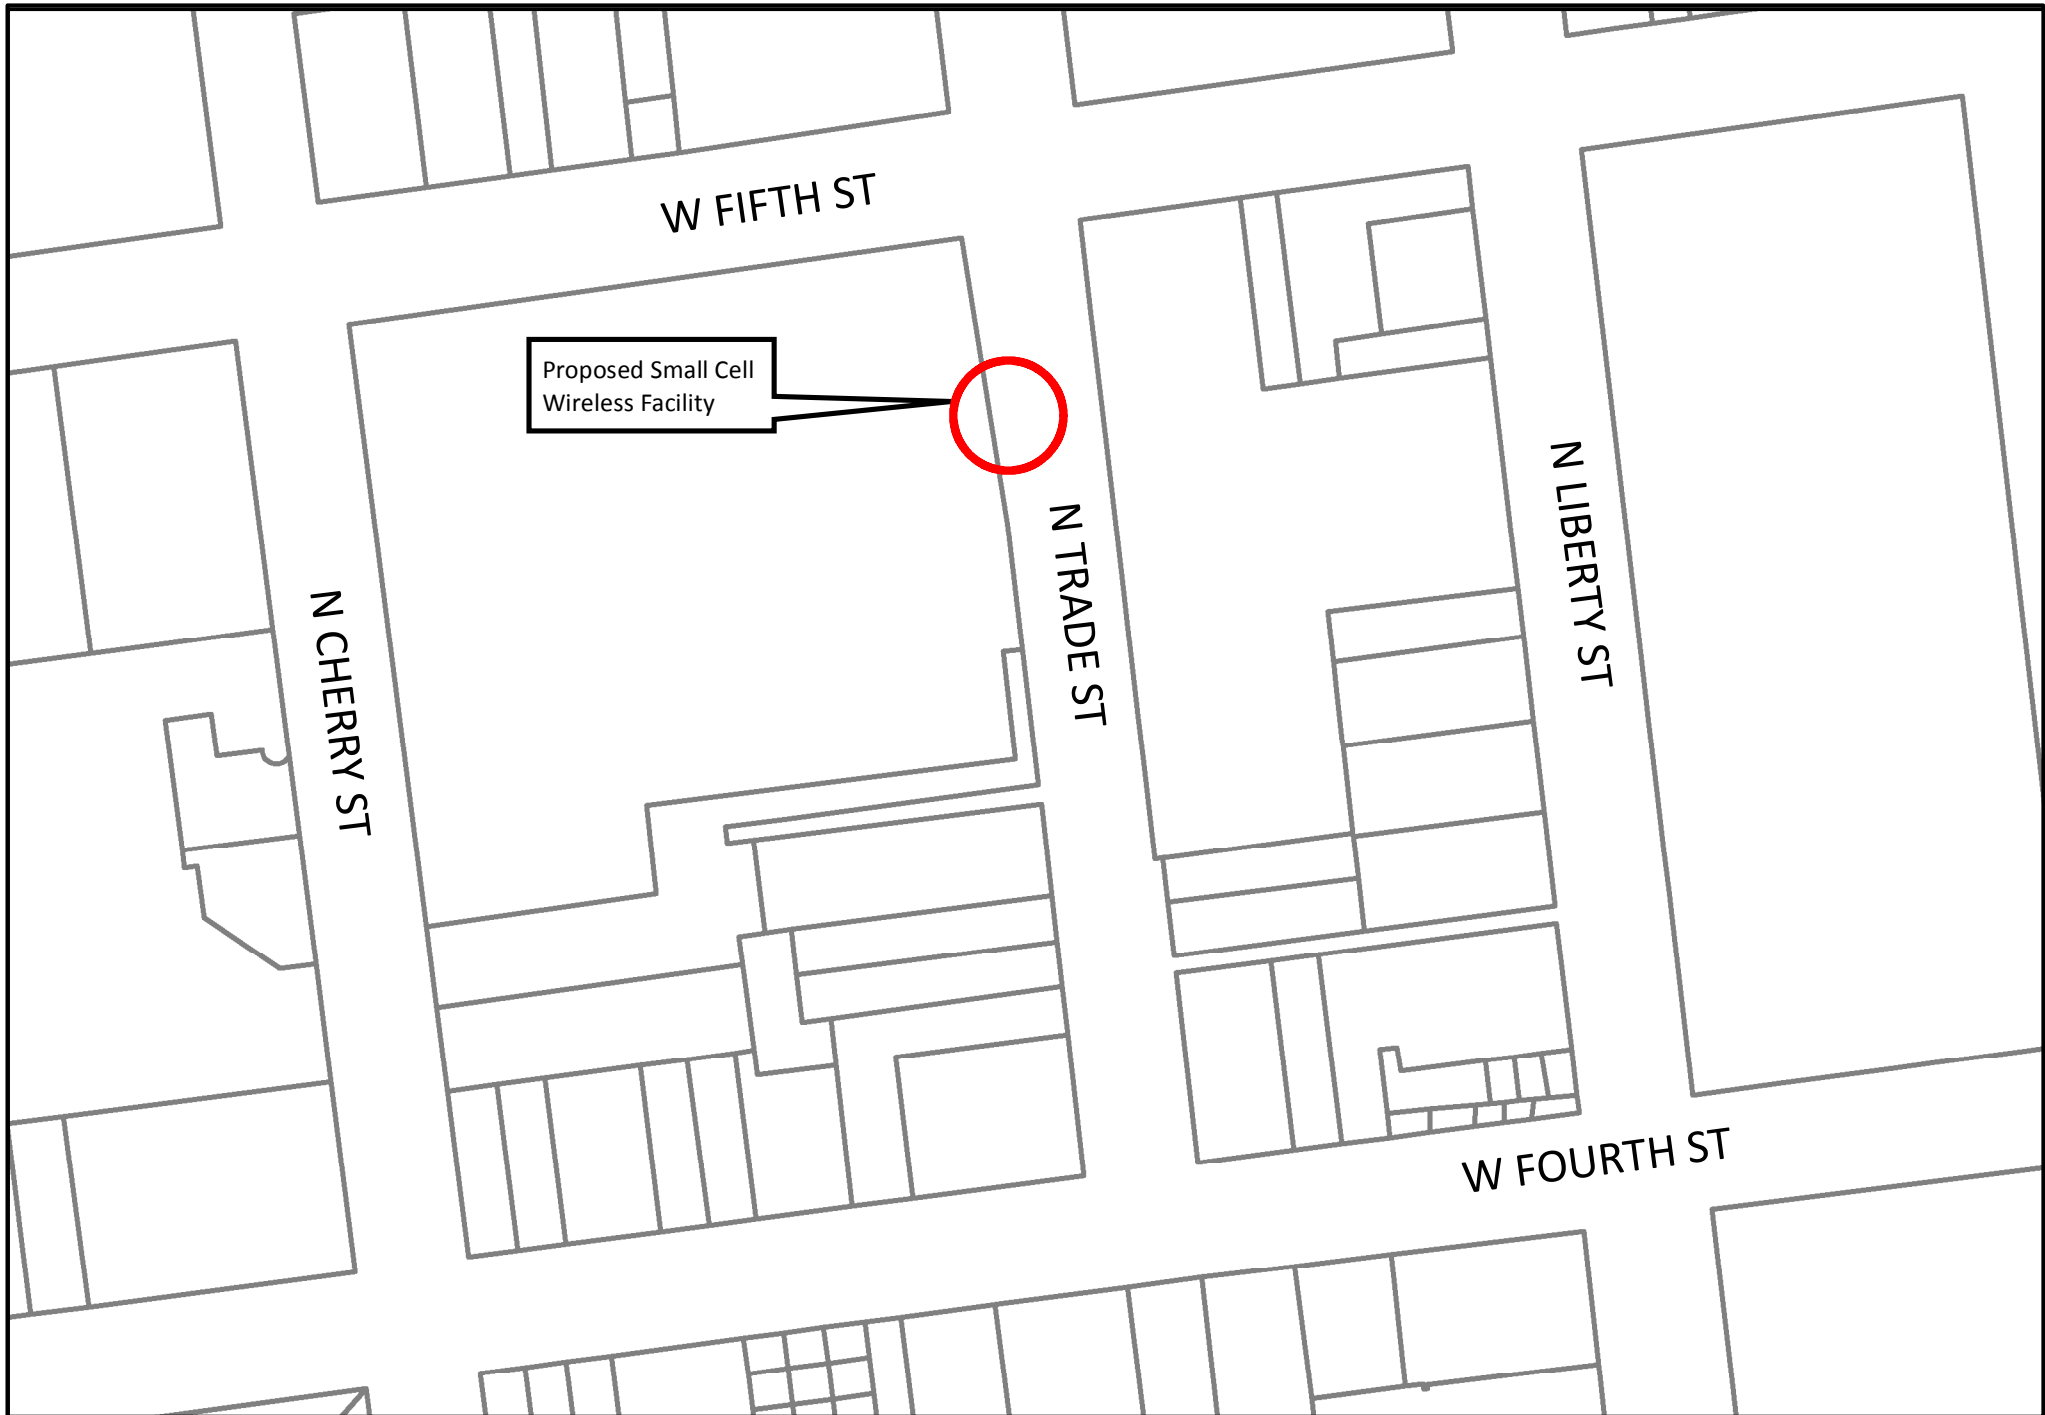 W FIFTH ST
Proposed Small Cell
Wireless Facility
N LIBERTY ST
N TRADE ST
N CHERRY ST
W FOURTH ST